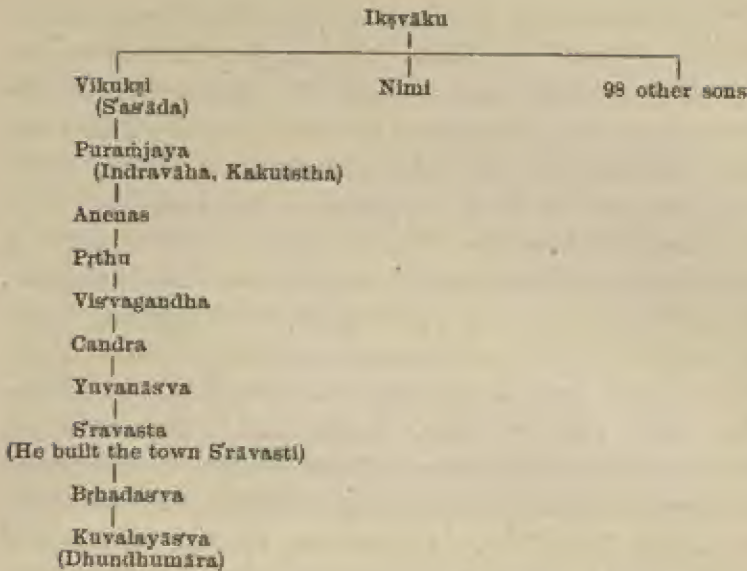 Ikṣvāku
Vikukṣi Nimi 98 other sons
(S'as'āda)
Puraṁjaya
(Indravāha, Kakutstha)
Anenas
Pṛthu
Vis'vagandha
Candra
Yuvanās'va
S'ravasta
(He built the town S'rāvasti)
Bṛhadas'va
Kuvalayās'va
(Dhundhumāra)